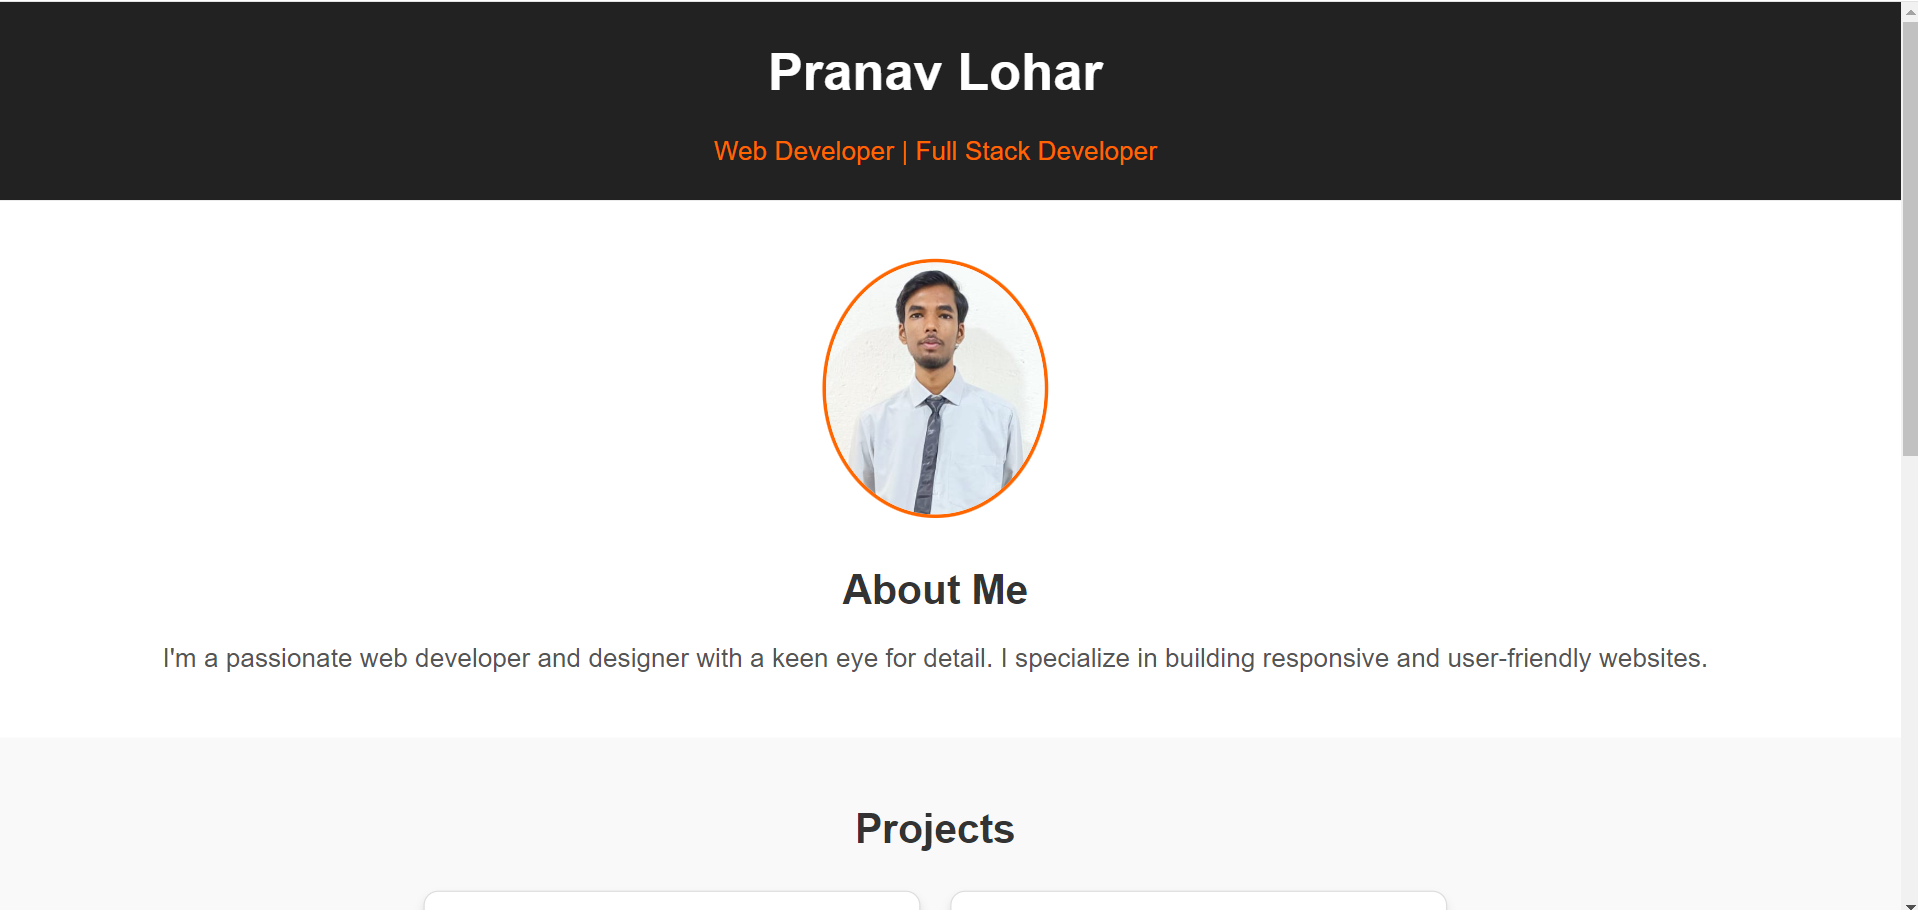 Pranav Lohar
Web Developer | Full Stack Developer
About Me
I'm a passionate web developer and designer with a keen eye for detail. I specialize in building responsive and user-friendly websites.
Projects